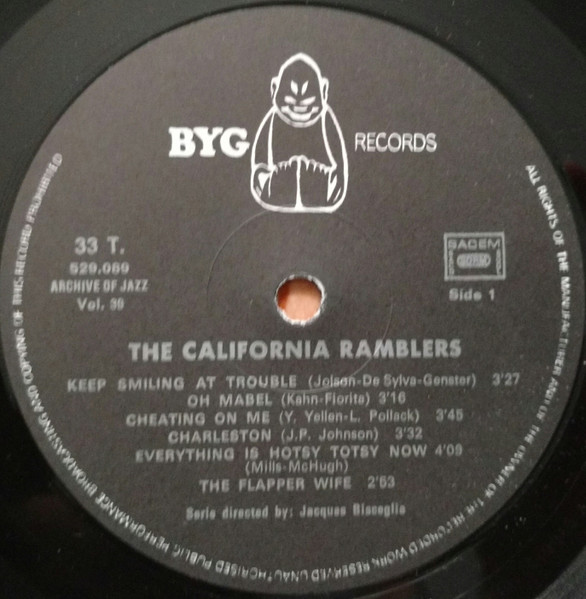 BYG RECORDS
33 T.
529.089
ARCHIVE OF JAZZ
Vol. 39
SACEM
Side 1
THE CALIFORNIA RAMBLERS
KEEP SMILING AT TROUBLE (Jolson-De Sylva-Genster) 3'27
OH MABEL (Kahn-Fiorita) 3'16
CHEATING ON ME (Y. Yellen-L. Pollack) 3'45
CHARLESTON (J.P. Johnson) 3'32
EVERYTHING IS HOTSY TOTSY NOW 4'09
(Mills-McHugh)
THE FLAPPER WIFE 2'53
Serie directed by: Jacques Bisceglia
ALL RIGHTS OF THE MANUFACTURER AND OF THE OWNER OF THE RECORDED WORK RESERVED UNAUTHORISED PUBLIC PERFORMANCE BROADCASTING AND COPYING OF THIS RECORD PROHIBITED